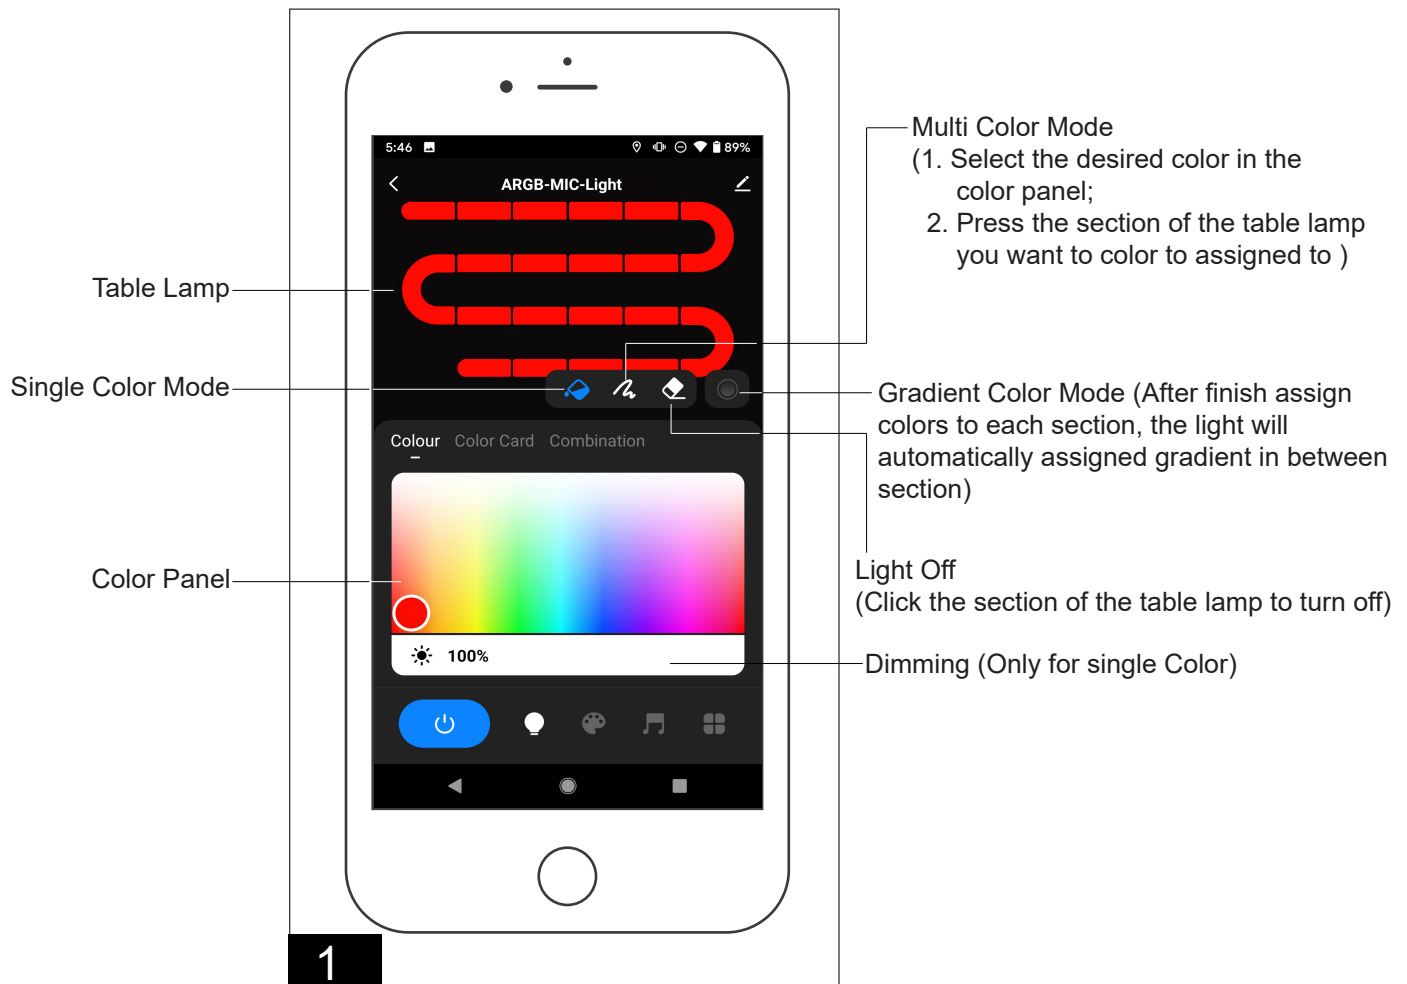 5:46
89%
ARGB-MIC-Light
Multi Color Mode
(1. Select the desired color in the
color panel;
2. Press the section of the table lamp
you want to color to assigned to )
Table Lamp
Single Color Mode
Gradient Color Mode (After finish assign
colors to each section, the light will
automatically assigned gradient in between
section)
Colour Color Card Combination
Color Panel
Light Off
(Click the section of the table lamp to turn off)
100%
Dimming (Only for single Color)
1